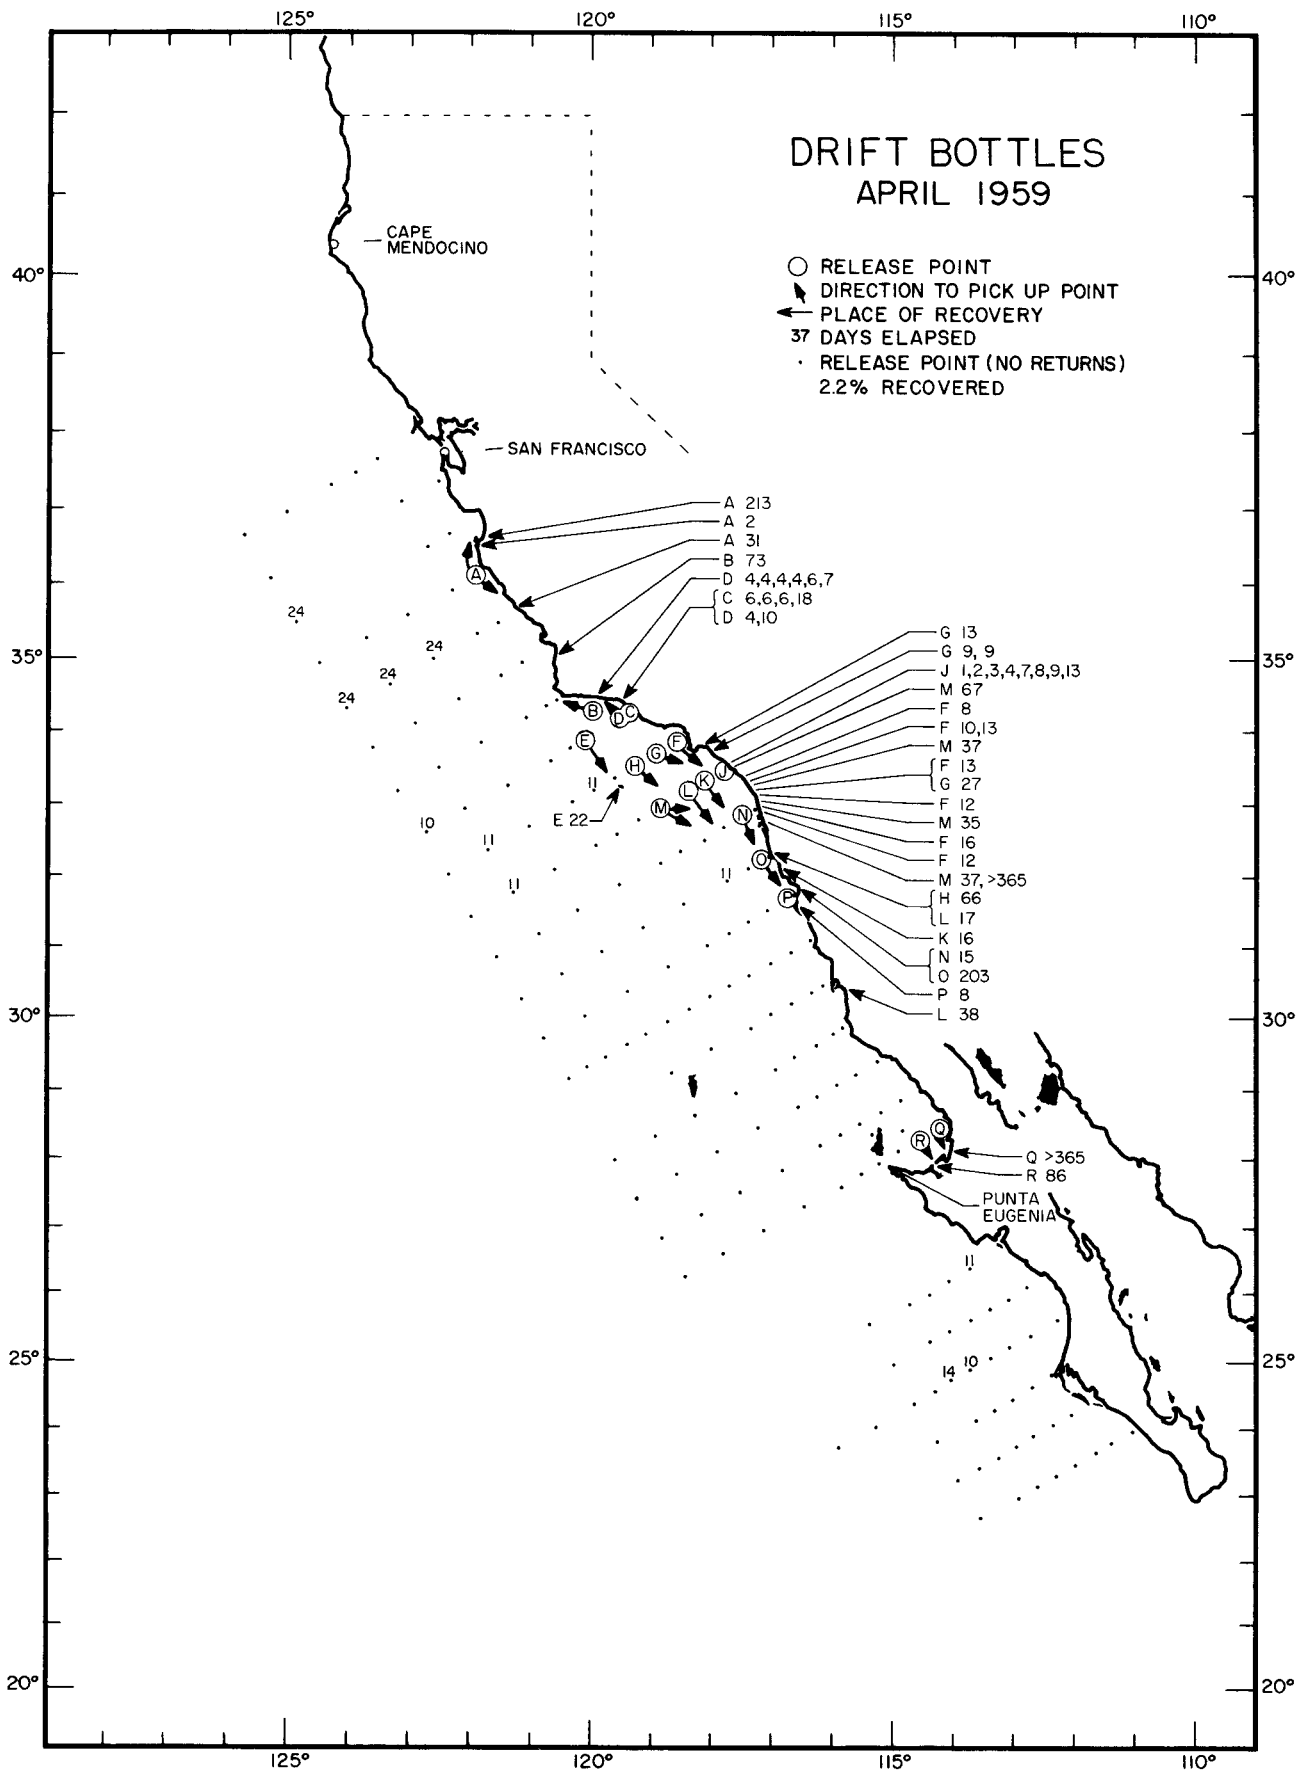 125° 120° 115° 110°
DRIFT BOTTLES
APRIL 1959
CAPE
MENDOCINO
RELEASE POINT
40° 40°
DIRECTION TO PICK UP POINT
PLACE OF RECOVERY
37 DAYS ELAPSED
RELEASE POINT (NO RETURNS)
2.2% RECOVERED
SAN FRANCISCO
A 213
A 2
A 31
B 73
D 4,4,4,4,6,7
C 6,6,6,18
D 4,10
A
24
24
24
24
35° 35°
G 13
G 9, 9
J 1,2,3,4,7,8,9,13
M 67
F 8
F 10,13
M 37
F 13
G 27
F 12
M 35
F 16
F 12
M 37, >365
H 66
L 17
K 16
N 15
O 203
P 8
L 38
B
D
C
E
F
G
H
J
K
L
M
N
O
P
11
E 22
10
11
11
11
30° 30°
Q
R
Q >365
R 86
PUNTA
EUGENIA
11
10
14
25° 25°
20° 20°
125° 120° 115° 110°